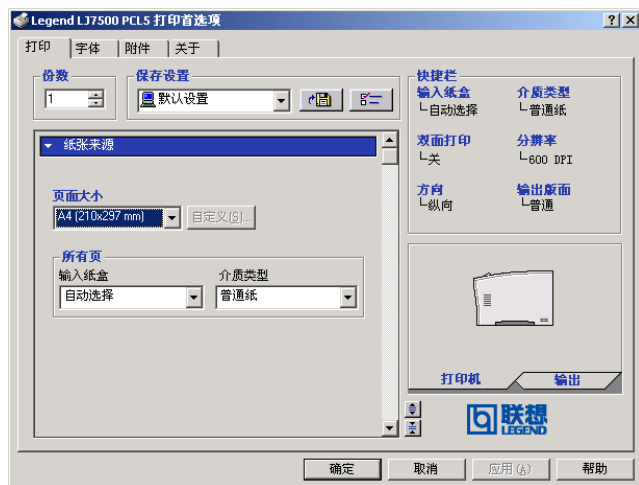 Legend LJ7500 PCL5 打印首选项
打印
字体
附件
关于
份数
1
保存设置
默认设置
纸张来源
页面大小
A4 (210x297 mm)
自定义(S)...
所有页
输入纸盒
自动选择
介质类型
普通纸
快捷栏
输入纸盒
自动选择
介质类型
普通纸
双面打印
关
分辨率
600 DPI
方向
纵向
输出版面
普通
打印机
输出
联想
LEGEND
确定
取消
应用(A)
帮助